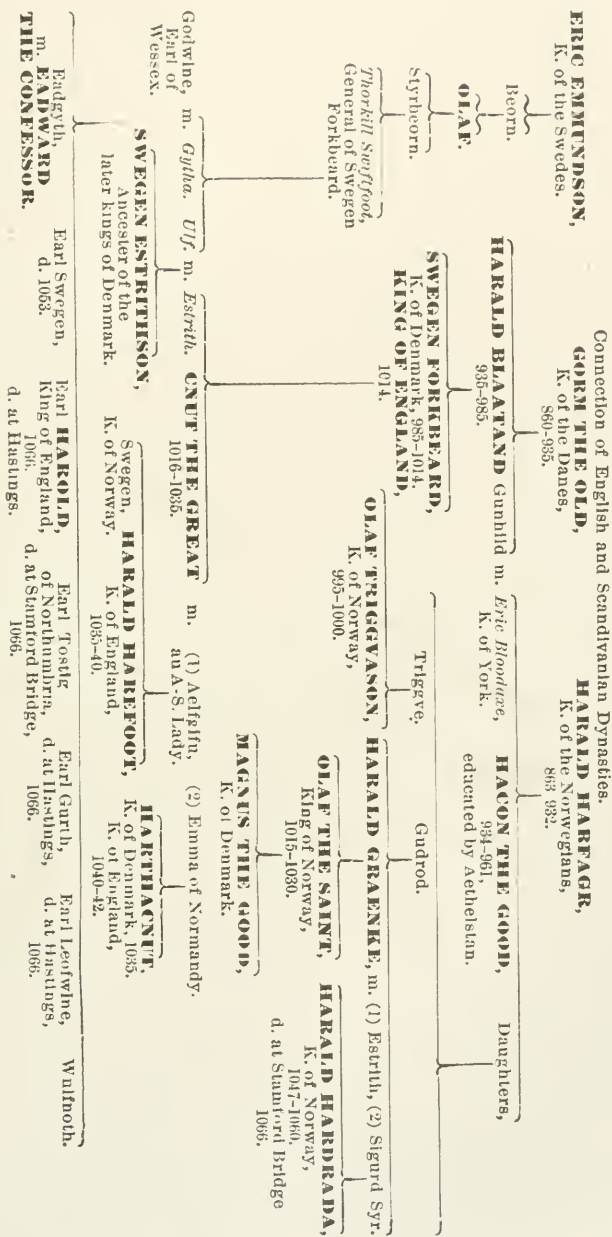 Connection of English and Scandivanian Dynasties.
ERIC EMMUNDSON,
K. of the Swedes.
GORM THE OLD,
K. of the Danes,
860-935.
HARALD HARFAGR,
K. of the Norwegians,
863-932.
Beorn.
HARALD BLAATAND
935-985.
Gunhild m. Eric Bloodaxe,
K. of York.
HACON THE GOOD,
934-961,
educated by Aethelstan.
Daughters,
OLAF.
Styrbeorn.
SWEGEN FORKBEARD,
K. of Denmark, 985-1014.
KING OF ENGLAND,
1014.
Triggve.
Gudrod.
Thorkill Swiftfoot,
General of Swegen
Forkbeard.
OLAF TRIGGVASON,
K. of Norway,
995-1000.
HARALD GRAENKE, m. (1) Estrith, (2) Sigurd Syr.
OLAF THE SAINT,
King of Norway,
1015-1030.
HARALD HARDRADA,
K. of Norway,
1047-1060,
d. at Stamford Bridge
1066.
Godwine, m. Gytha. Ulf. m. Estrith.
Earl of
Wessex.
CNUT THE GREAT m.
1016-1035.
(1) Aelfgifu,
au A-S. Lady.
(2) Emma of Normandy.
MAGNUS THE GOOD,
K. of Denmark.
SWEGEN ESTRITHSON,
Ancester of the
later kings of Denmark.
Swegen,
K. of Norway.
HARALD HAREFOOT,
K. of England,
1035-40.
HARTHACNUT.
K. of Denmark, 1035.
K. of England,
1040-42.
Eadgyth,
m. EADWARD
THE CONFESSOR.
Earl Swegen,
d. 1053.
Earl HAROLD,
King of England,
1066.
d. at Hastings.
Earl Tostig
of Northumbria,
d. at Stamford Bridge,
1066.
Earl Gurth,
d. at Hastings,
1066.
Earl Leofwine,
d. at Hastings,
1066.
Wulfnoth.